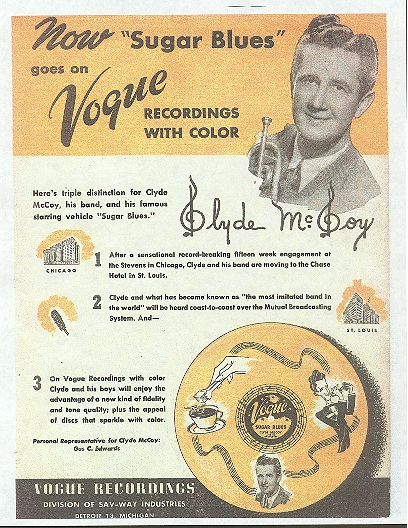 Now "Sugar Blues"
goes on
Vogue
RECORDINGS
WITH COLOR
Here's triple distinction for Clyde
McCoy, his band, and his famous
starring vehicle "Sugar Blues."
Clyde McCoy
CHICAGO
1 After a sensational record-breaking fifteen week engagement at
the Stevens in Chicago, Clyde and his band are moving to the Chase
Hotel in St. Louis.
2 Clyde and what has become known as "the most imitated band in
the world" will be heard coast-to-coast over the Mutual Broadcasting
System. And—
ST. LOUIS
3 On Vogue Recordings with color
Clyde and his boys will enjoy the
advantage of a new kind of fidelity
and tone quality; plus the appeal
of discs that sparkle with color.
Personal Representative for Clyde McCoy:
Gus C. Edwards
Vogue
SUGAR BLUES
CLYDE McCOY
VOGUE RECORDINGS
DIVISION OF SAV-WAY INDUSTRIES
DETROIT 13, MICHIGAN